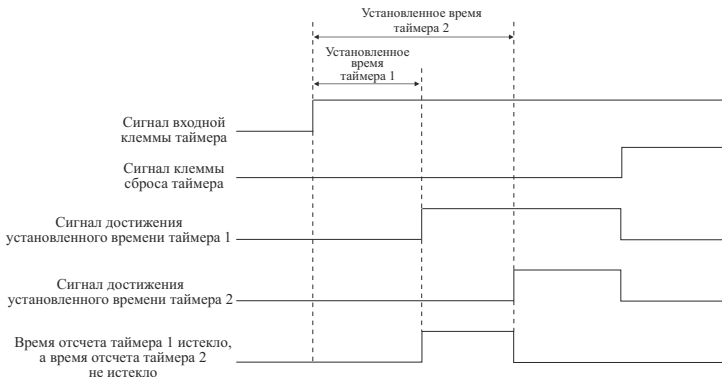 Установленное время
таймера 2
Установленное
время
таймера 1
Сигнал входной
клеммы таймера
Сигнал клеммы
сброса таймера
Сигнал достижения
установленного времени таймера 1
Сигнал достижения
установленного времени таймера 2
Время отсчета таймера 1 истекло,
а время отсчета таймера 2
не истекло